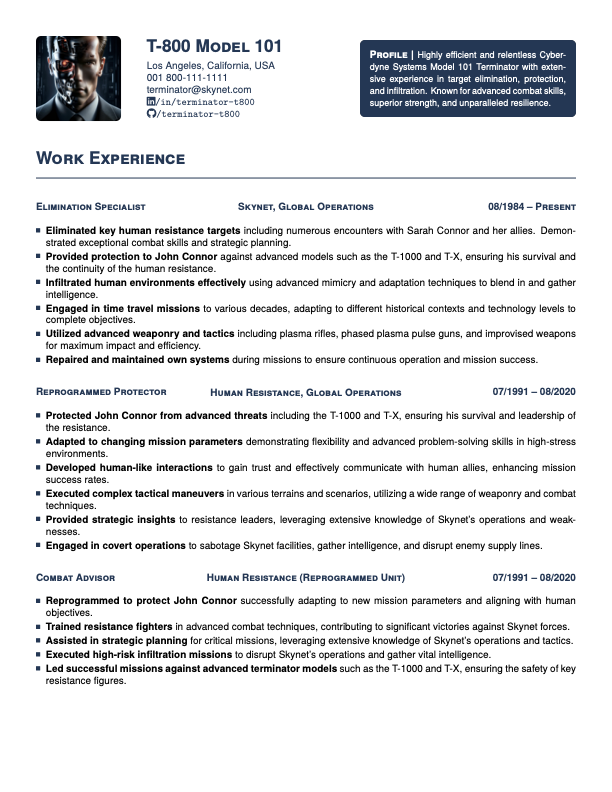 T-800 Model 101
Los Angeles, California, USA
001 800-111-1111
terminator@skynet.com
/in/terminator-t800
/terminator-t800
Profile | Highly efficient and relentless Cyber-
dyne Systems Model 101 Terminator with exten-
sive experience in target elimination, protection,
and infiltration. Known for advanced combat skills,
superior strength, and unparalleled resilience.
Work Experience
Elimination Specialist Skynet, Global Operations 08/1984 – Present
Eliminated key human resistance targets including numerous encounters with Sarah Connor and her allies. Demon-
strated exceptional combat skills and strategic planning.
Provided protection to John Connor against advanced models such as the T-1000 and T-X, ensuring his survival and
the continuity of the human resistance.
Infiltrated human environments effectively using advanced mimicry and adaptation techniques to blend in and gather
intelligence.
Engaged in time travel missions to various decades, adapting to different historical contexts and technology levels to
complete objectives.
Utilized advanced weaponry and tactics including plasma rifles, phased plasma pulse guns, and improvised weapons
for maximum impact and efficiency.
Repaired and maintained own systems during missions to ensure continuous operation and mission success.
Reprogrammed Protector Human Resistance, Global Operations 07/1991 – 08/2020
Protected John Connor from advanced threats including the T-1000 and T-X, ensuring his survival and leadership of
the resistance.
Adapted to changing mission parameters demonstrating flexibility and advanced problem-solving skills in high-stress
environments.
Developed human-like interactions to gain trust and effectively communicate with human allies, enhancing mission
success rates.
Executed complex tactical maneuvers in various terrains and scenarios, utilizing a wide range of weaponry and combat
techniques.
Provided strategic insights to resistance leaders, leveraging extensive knowledge of Skynet's operations and weak-
nesses.
Engaged in covert operations to sabotage Skynet facilities, gather intelligence, and disrupt enemy supply lines.
Combat Advisor Human Resistance (Reprogrammed Unit) 07/1991 – 08/2020
Reprogrammed to protect John Connor successfully adapting to new mission parameters and aligning with human
objectives.
Trained resistance fighters in advanced combat techniques, contributing to significant victories against Skynet forces.
Assisted in strategic planning for critical missions, leveraging extensive knowledge of Skynet's operations and tactics.
Executed high-risk infiltration missions to disrupt Skynet's operations and gather vital intelligence.
Led successful missions against advanced terminator models such as the T-1000 and T-X, ensuring the safety of key
resistance figures.